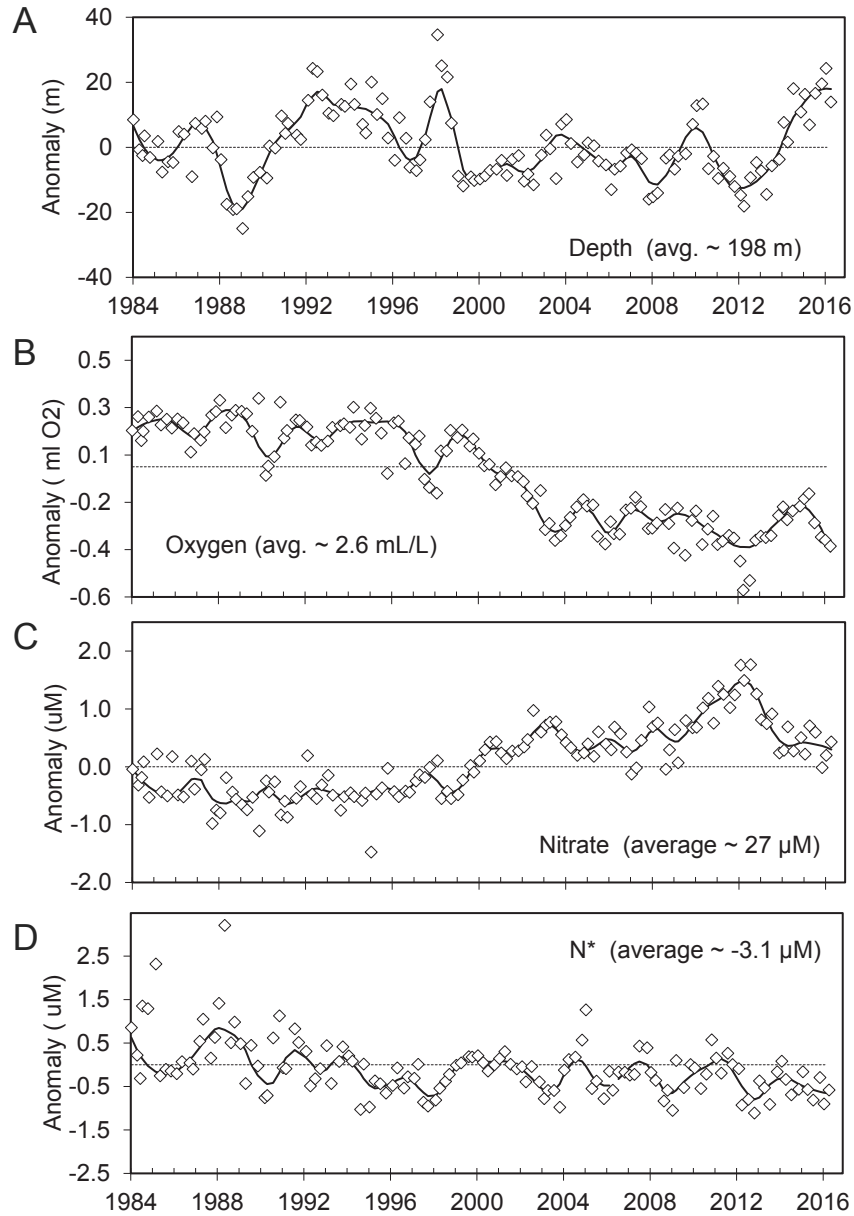 A
40
20
0
-20
-40
Anomaly (m)
Depth (avg. ~ 198 m)
1984 1988 1992 1996 2000 2004 2008 2012 2016
B
0.5
0.3
0.1
-0.2
-0.4
-0.6
Anomaly ( ml O2)
Oxygen (avg. ~ 2.6 mL/L)
C
2.0
1.0
0.0
-1.0
-2.0
Anomaly (uM)
Nitrate (average ~ 27 µM)
D
2.5
1.5
0.5
-0.5
-1.5
-2.5
Anomaly ( uM)
N* (average ~ -3.1 µM)
1984 1988 1992 1996 2000 2004 2008 2012 2016